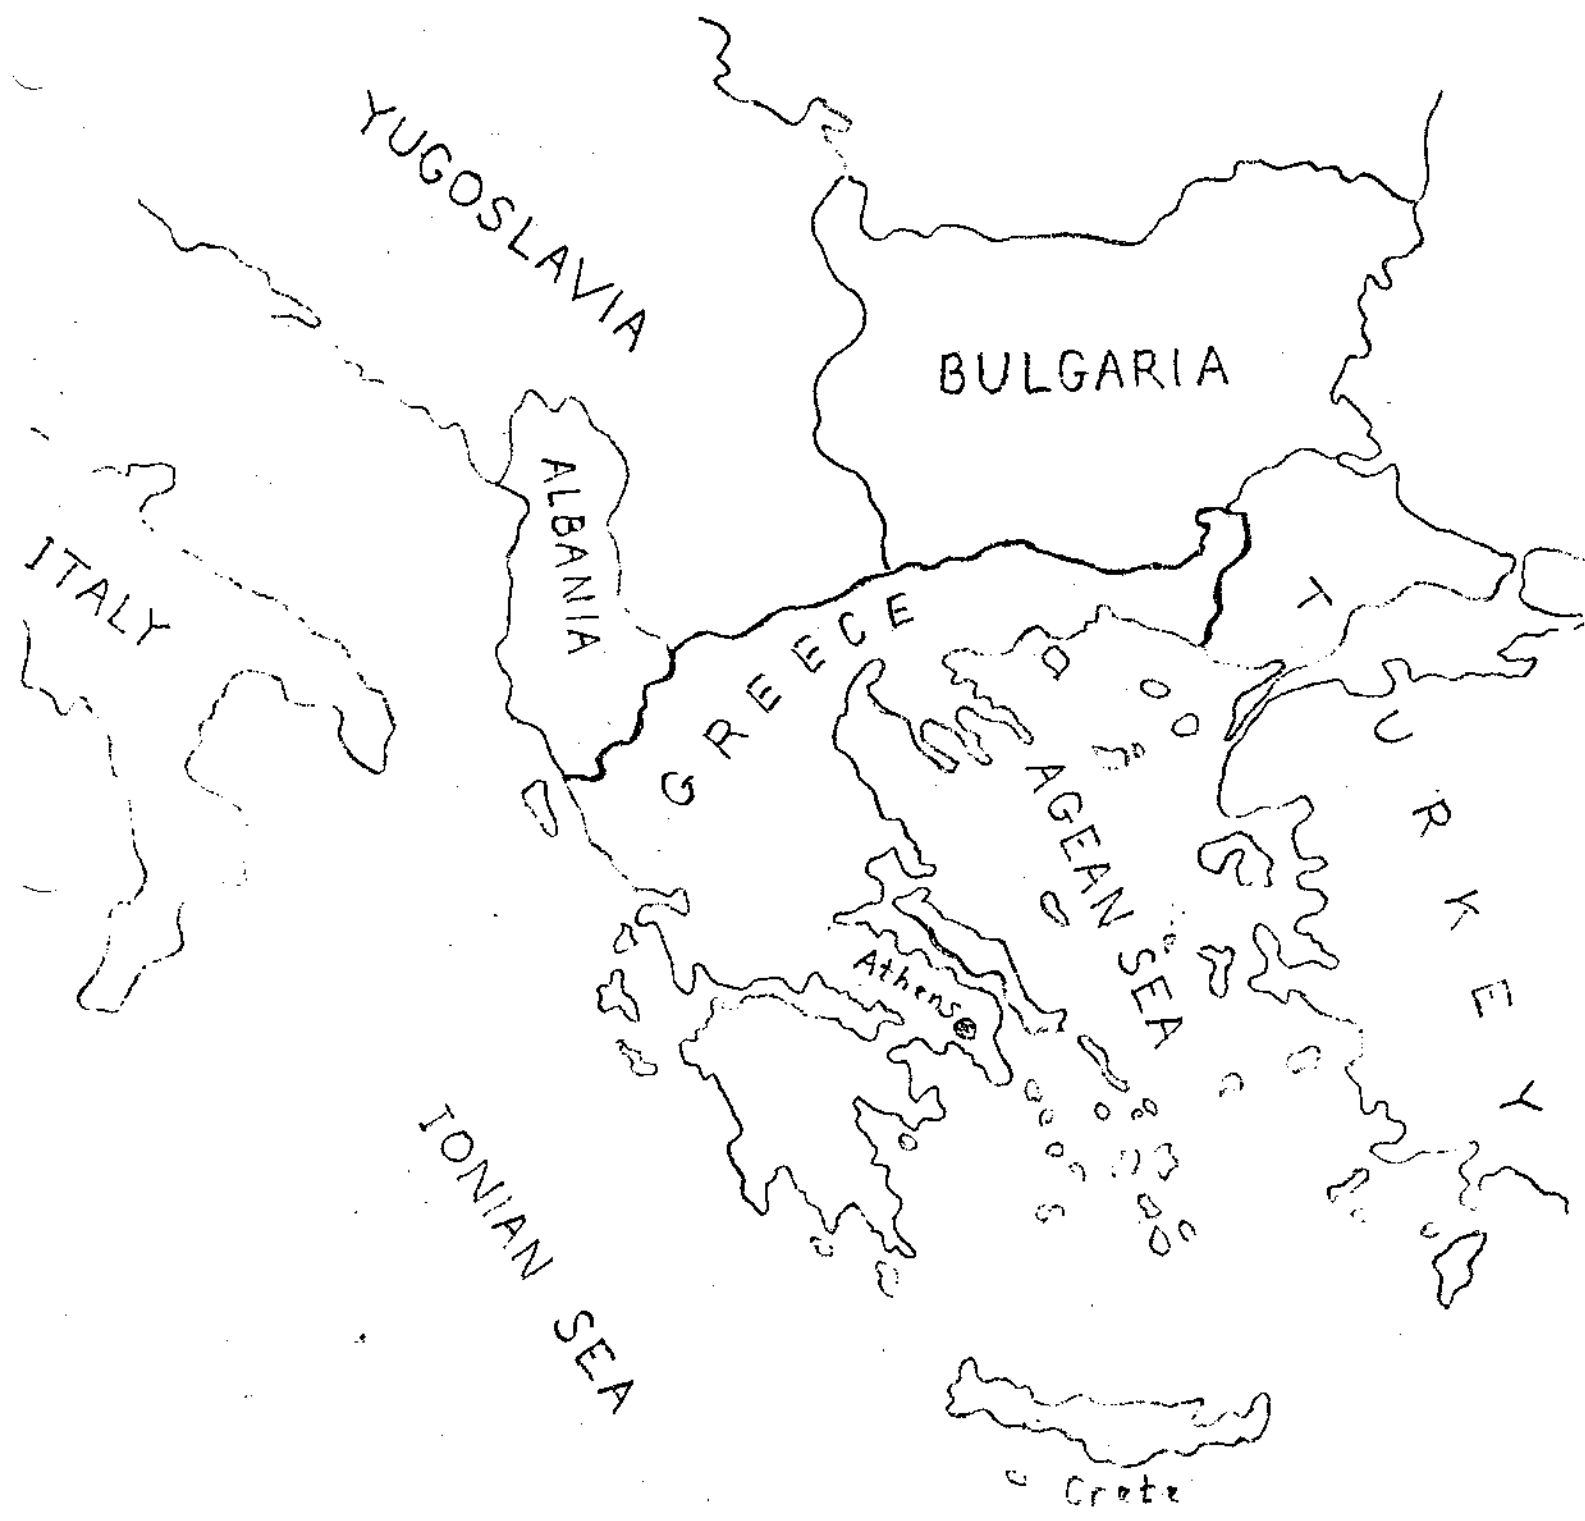 YUGOSLAVIA
BULGARIA
ALBANIA
ITALY
GREECE
TURKEY
AGEAN SEA
Athens
IONIAN SEA
Crete